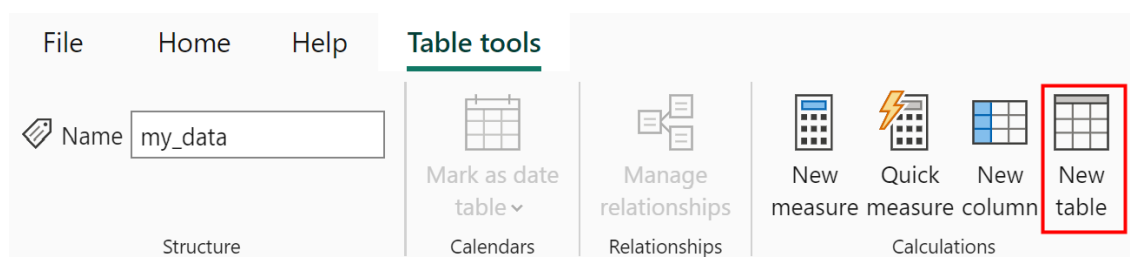 File Home Help Table tools
Name my_data
Mark as date table
Manage relationships
New measure
Quick measure
New column
New table
Structure Calendars Relationships Calculations